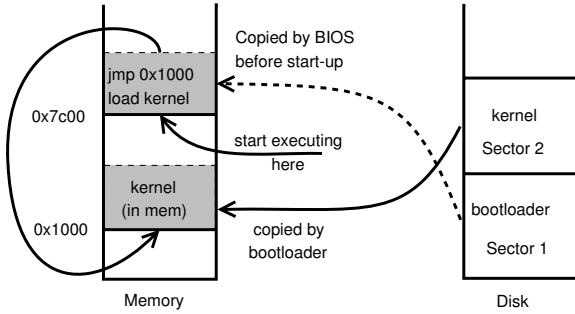 Copied by BIOS
before start-up
jmp 0x1000
load kernel
0x7c00
start executing
here
kernel
(in mem)
0x1000
copied by
bootloader
kernel
Sector 2
bootloader
Sector 1
Memory
Disk